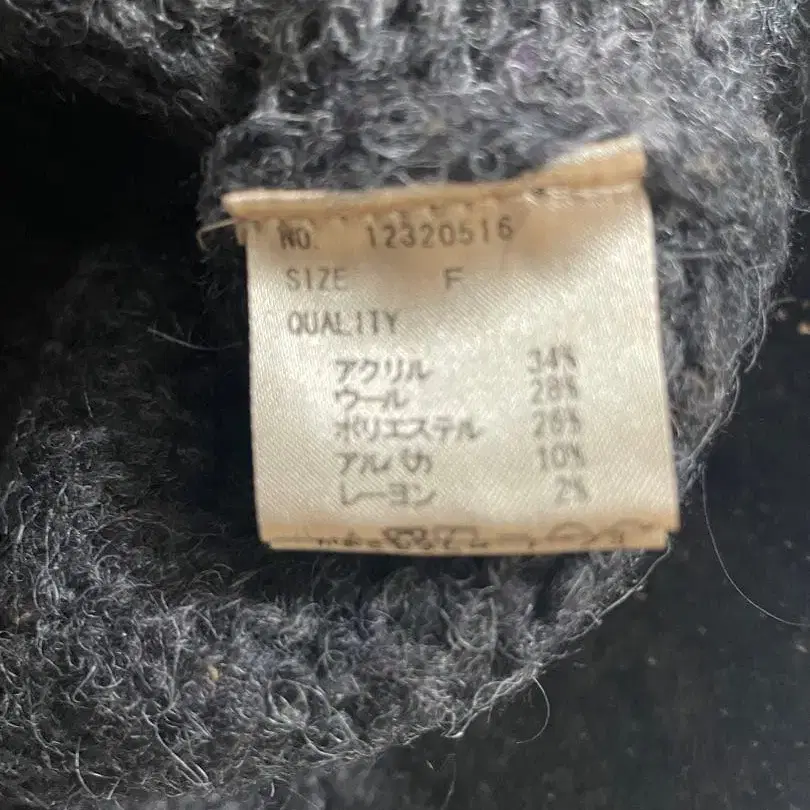 NO. 12320516
SIZE F
QUALITY
アクリル 34%
ウール 28%
ポリエステル 26%
アルパカ 10%
レーヨン 2%